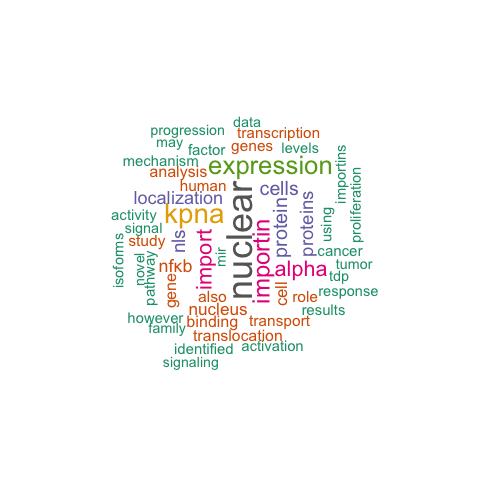 data
progression
transcription
may
factor
genes
levels
mechanism
expression
importins
analysis
human
cells
localization
nuclear
proliferation
kpna
protein
proteins
activity
using
signal
nls
import
importin
study
mir
cancer
isoforms
novel
pathway
nfκb
alpha
tumor
tdp
gene
cell
response
also
role
nucleus
results
however
binding
transport
family
translocation
identified
activation
signaling